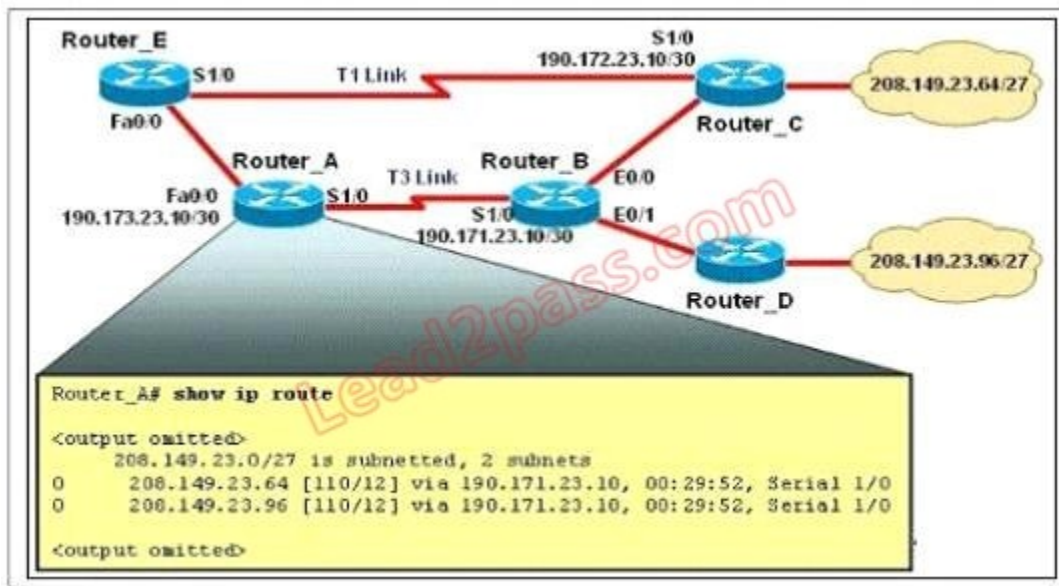 Router_E
S1/0
T1 Link
S1/0
190.172.23.10/30
208.149.23.64/27
Router_C
Fa0/0
Router_A
T3 Link
Router_B
E0/0
Fa0/0
190.173.23.10/30
S1/0
S1/0
190.171.23.10/30
E0/1
208.149.23.96/27
Router_D
Lead2pass.com
Router_A# show ip route
<output omitted>
208.149.23.0/27 is subnetted, 2 subnets
O 208.149.23.64 [110/12] via 190.171.23.10, 00:29:52, Serial 1/0
O 208.149.23.96 [110/12] via 190.171.23.10, 00:29:52, Serial 1/0
<output omitted>